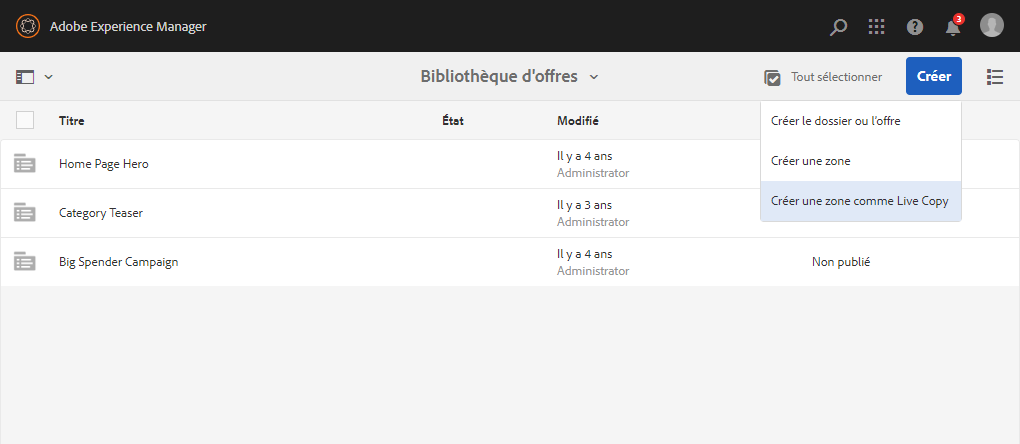 Adobe Experience Manager
3
Bibliothèque d'offres
Tout sélectionner
Créer
Titre
État
Modifié
Créer le dossier ou l'offre
Créer une zone
Créer une zone comme Live Copy
Home Page Hero
Il y a 4 ans
Administrator
Category Teaser
Il y a 3 ans
Administrator
Big Spender Campaign
Il y a 4 ans
Administrator
Non publié